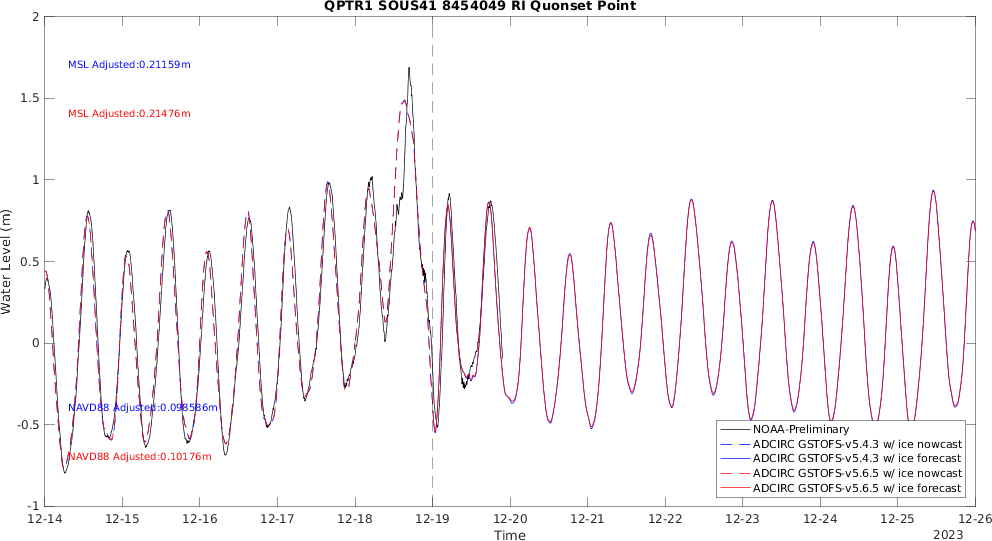 QPTR1 SOUS41 8454049 RI Quonset Point
2
1.5
1
0.5
0
-0.5
-1
Water Level (m)
MSL Adjusted:0.21159m
MSL Adjusted:0.21476m
NAVD88 Adjusted:0.098586m
NAVD88 Adjusted:0.10176m
NOAA-Preliminary
ADCIRC GSTOFS-v5.4.3 w/ ice nowcast
ADCIRC GSTOFS-v5.4.3 w/ ice forecast
ADCIRC GSTOFS-v5.6.5 w/ ice nowcast
ADCIRC GSTOFS-v5.6.5 w/ ice forecast
12-14 12-15 12-16 12-17 12-18 12-19 12-20 12-21 12-22 12-23 12-24 12-25 12-26
Time
2023